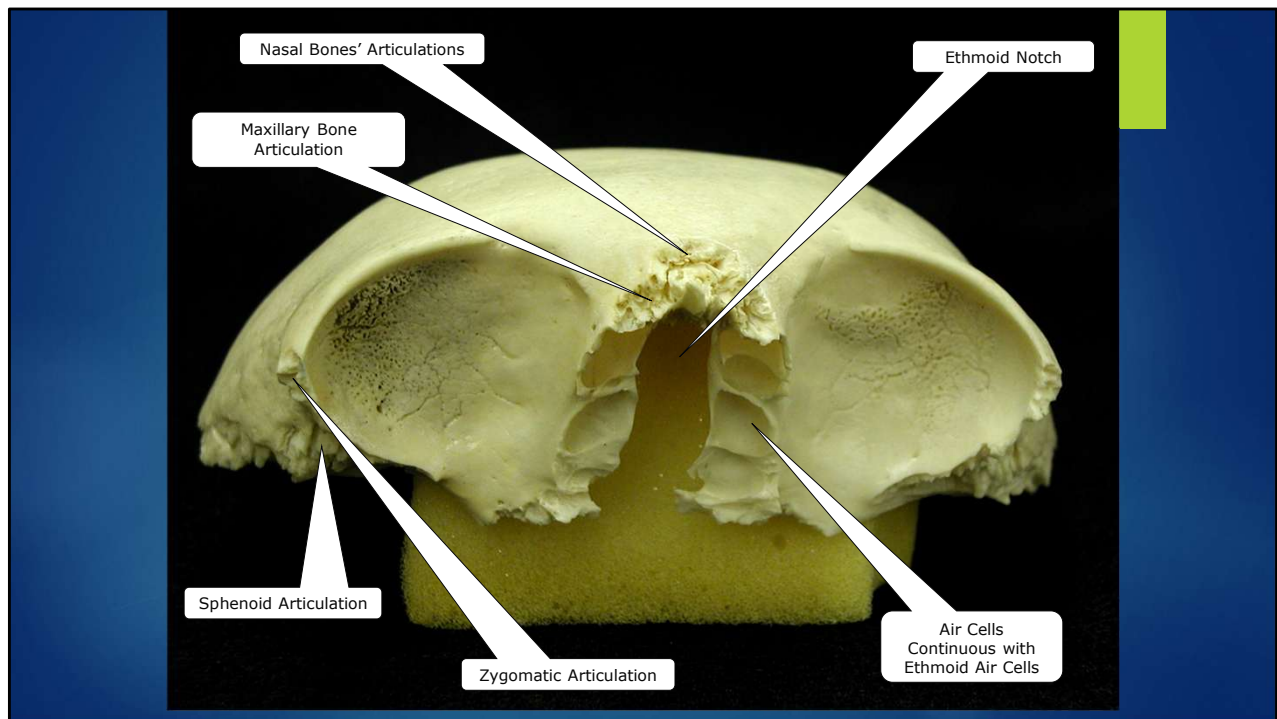 Nasal Bones’ Articulations
Ethmoid Notch
Maxillary Bone
Articulation
Sphenoid Articulation
Zygomatic Articulation
Air Cells
Continuous with
Ethmoid Air Cells